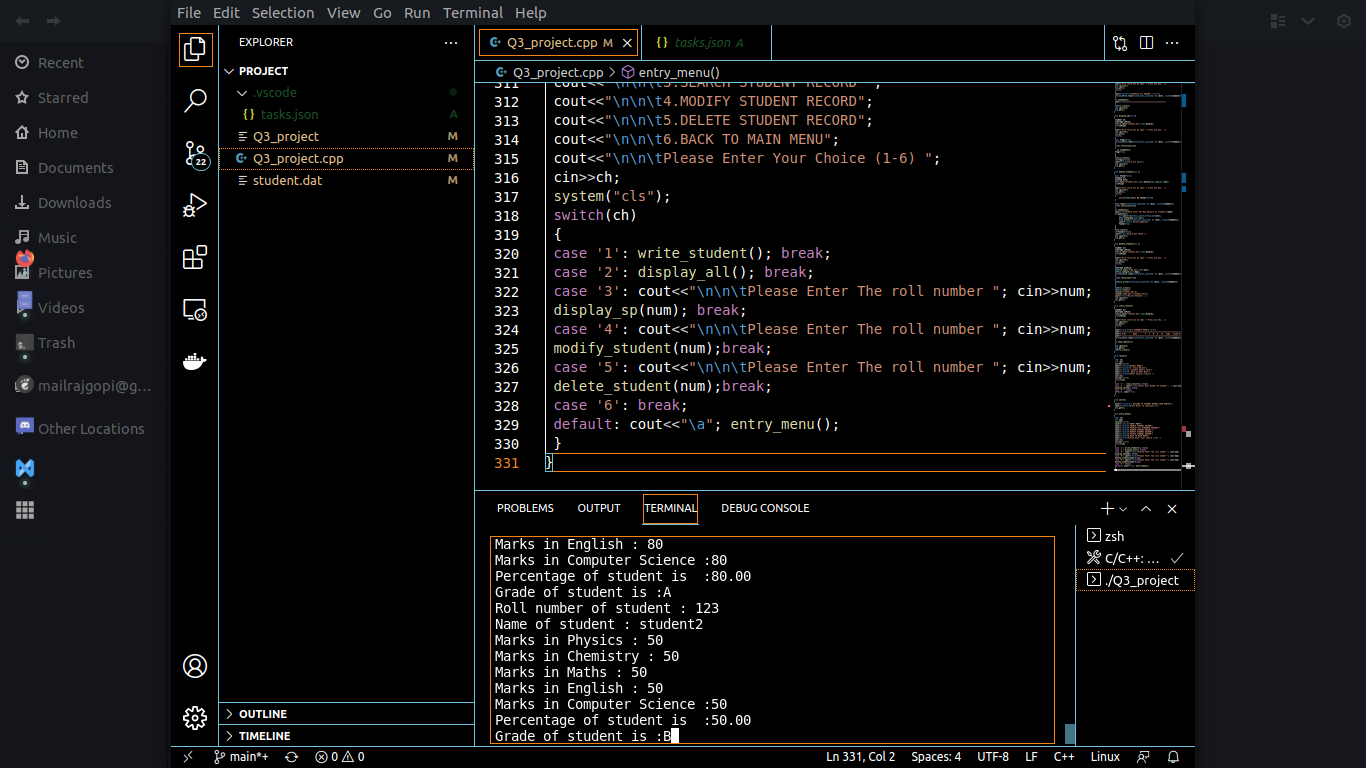 File Edit Selection View Go Run Terminal Help
Recent
Starred
Home
Documents
Downloads
Music
Pictures
Videos
Trash
mailrajgopi@g...
Other Locations
22
EXPLORER
PROJECT
.vscode
tasks.json A
Q3_project M
Q3_project.cpp M
student.dat M
OUTLINE
TIMELINE
Q3_project.cpp M
tasks.json A
Q3_project.cpp > entry_menu()
311 cout<<"\n\n\t3.SEARCH STUDENT RECORD";
312 cout<<"\n\n\t4.MODIFY STUDENT RECORD";
313 cout<<"\n\n\t5.DELETE STUDENT RECORD";
314 cout<<"\n\n\t6.BACK TO MAIN MENU";
315 cout<<"\n\n\tPlease Enter Your Choice (1-6) ";
316 cin>>ch;
317 system("cls");
318 switch(ch)
319 {
320 case '1': write_student(); break;
321 case '2': display_all(); break;
322 case '3': cout<<"\n\n\tPlease Enter The roll number "; cin>>num;
323 display_sp(num); break;
324 case '4': cout<<"\n\n\tPlease Enter The roll number "; cin>>num;
325 modify_student(num);break;
326 case '5': cout<<"\n\n\tPlease Enter The roll number "; cin>>num;
327 delete_student(num);break;
328 case '6': break;
329 default: cout<<"\a"; entry_menu();
330 }
331 }
PROBLEMS OUTPUT TERMINAL DEBUG CONSOLE
Marks in English : 80
Marks in Computer Science :80
Percentage of student is  :80.00
Grade of student is :A
Roll number of student : 123
Name of student : student2
Marks in Physics : 50
Marks in Chemistry : 50
Marks in Maths : 50
Marks in English : 50
Marks in Computer Science :50
Percentage of student is  :50.00
Grade of student is :B
zsh
C/C++: ...
./Q3_project
main*+ 0 0 Ln 331, Col 2 Spaces: 4 UTF-8 LF C++ Linux